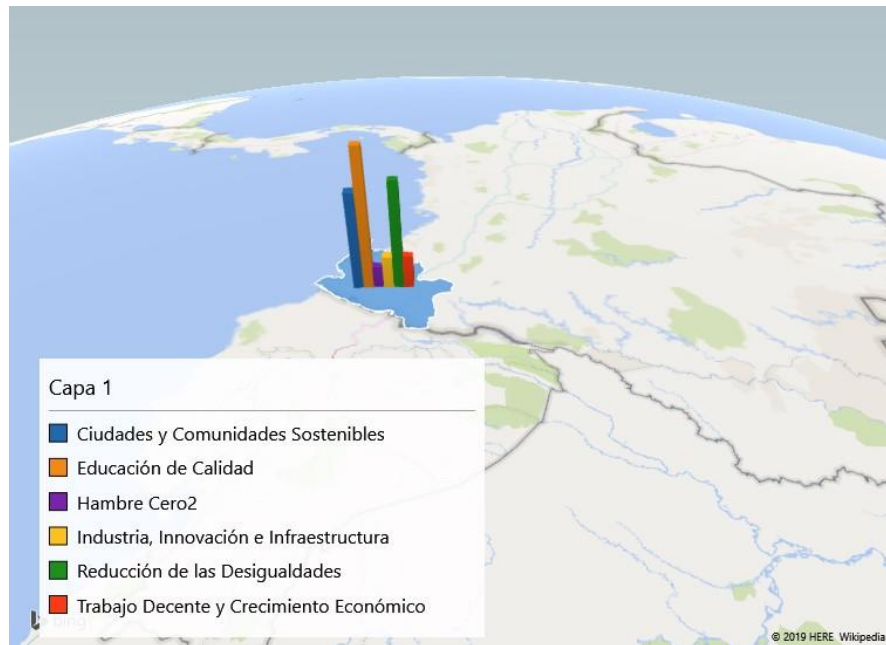 Capa 1
Ciudades y Comunidades Sostenibles
Educación de Calidad
Hambre Cero2
Industria, Innovación e Infraestructura
Reducción de las Desigualdades
Trabajo Decente y Crecimiento Económico
bing
© 2019 HERE Wikipedia